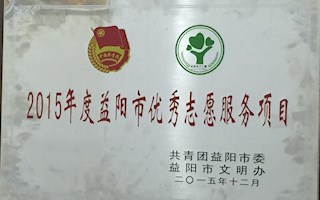 2015年度益阳市优秀志愿服务项目
共青团益阳市委
益阳市文明办
二〇一五年十二月